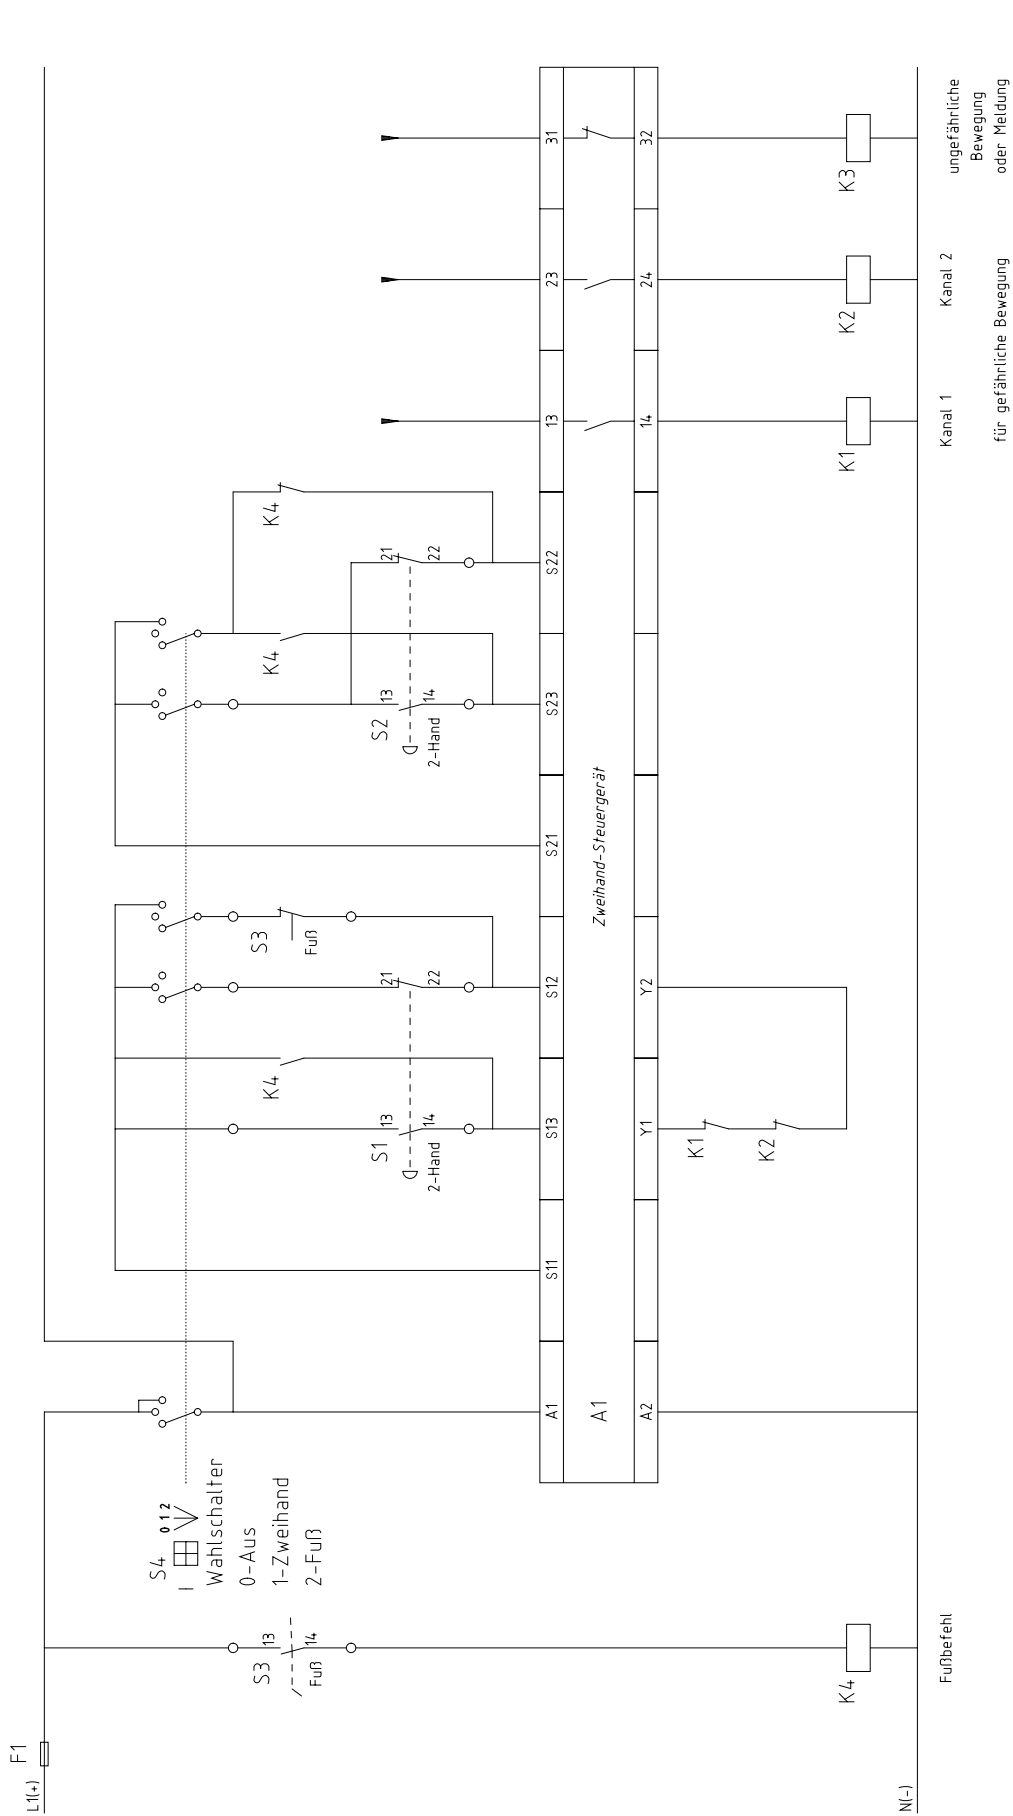 L1(+)
F1
S3
13
14
Fuß
K4
Fußbefehl
N(-)
S4
0 1 2
Wahlschalter
0-Aus
1-Zweihand
2-Fuß
A1
A1
A2
S11
S1
13
14
2-Hand
K4
S13
Y1
K1
K2
21
22
S12
Y2
S3
Fuß
S21
Zweihand-Steuergerät
S2
13
14
2-Hand
S23
K4
21
22
S22
K4
13
14
K1
Kanal 1
23
24
K2
Kanal 2
für gefährliche Bewegung
31
32
K3
ungefährliche
Bewegung
oder Meldung